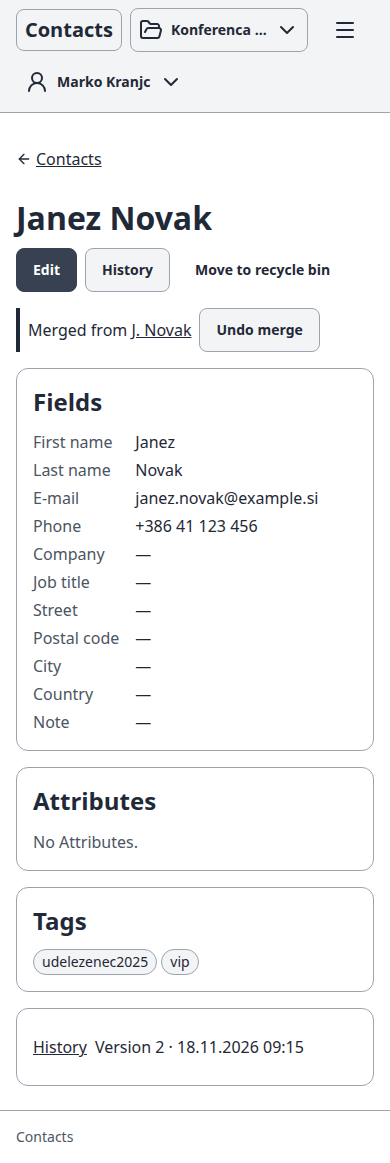 Contacts
Konferenca ...
Marko Kranjc
Contacts
Janez Novak
Edit
History
Move to recycle bin
Merged from J. Novak
Undo merge
Fields
First name Janez
Last name Novak
E-mail janez.novak@example.si
Phone +386 41 123 456
Company —
Job title —
Street —
Postal code —
City —
Country —
Note —
Attributes
No Attributes.
Tags
udelezenec2025 vip
History Version 2 · 18.11.2026 09:15
Contacts